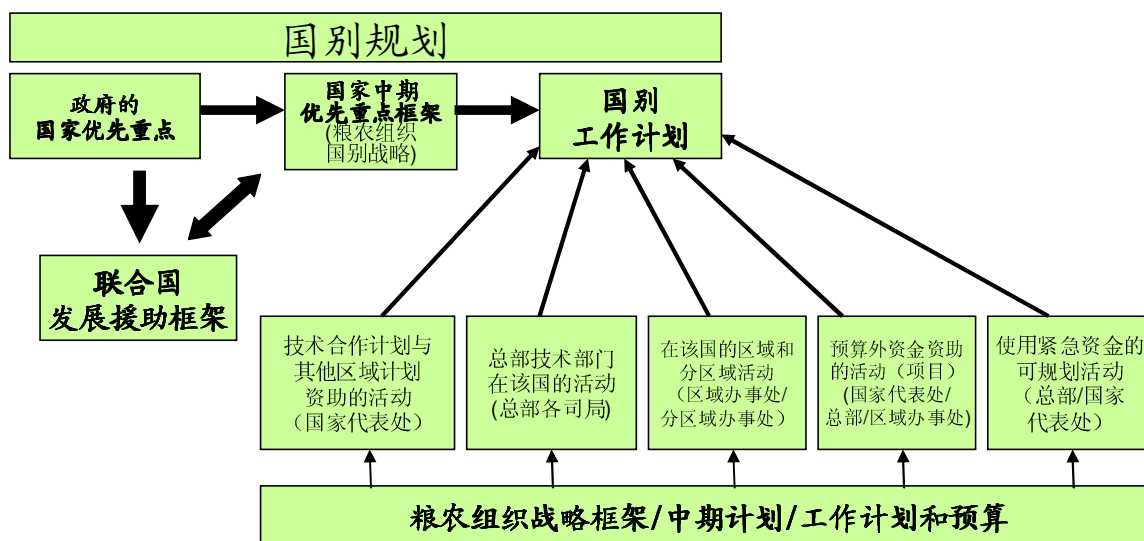 国别规划
政府的
国家优先重点
国家中期
优先重点框架
(粮农组织
国别战略)
国别
工作计划
联合国
发展援助框架
技术合作计划与
其他区域计划
资助的活动
（国家代表处）
总部技术部门
在该国的活动
(总部各司局)
在该国的区域和
分区域活动
（区域办事处/
分区域办事处）
预算外资金资助
的活动（项目）
(国家代表处/
总部/区域办事处)
使用紧急资金的
可规划活动
（总部/国家
代表处）
粮农组织战略框架/中期计划/工作计划和预算